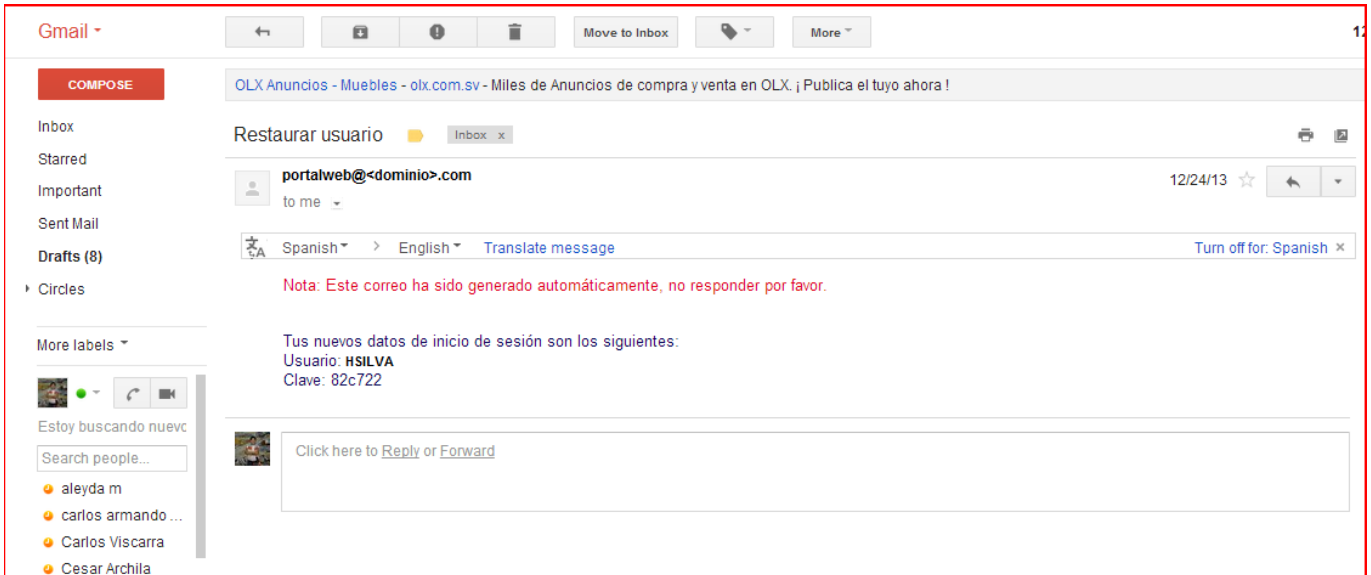 Gmail
Move to Inbox
More
12
COMPOSE
OLX Anuncios - Muebles - olx.com.sv - Miles de Anuncios de compra y venta en OLX. ¡ Publica el tuyo ahora !
Inbox
Starred
Important
Sent Mail
Drafts (8)
Circles
More labels
Estoy buscando nuevo
Search people...
aleyda m
carlos armando ...
Carlos Viscarra
Cesar Archila
Restaurar usuario
Inbox x
portalweb@<dominio>.com
12/24/13
to me
Spanish > English Translate message Turn off for: Spanish ×
Nota: Este correo ha sido generado automáticamente, no responder por favor.
Tus nuevos datos de inicio de sesión son los siguientes:
Usuario: HSILVA
Clave: 82c722
Click here to Reply or Forward